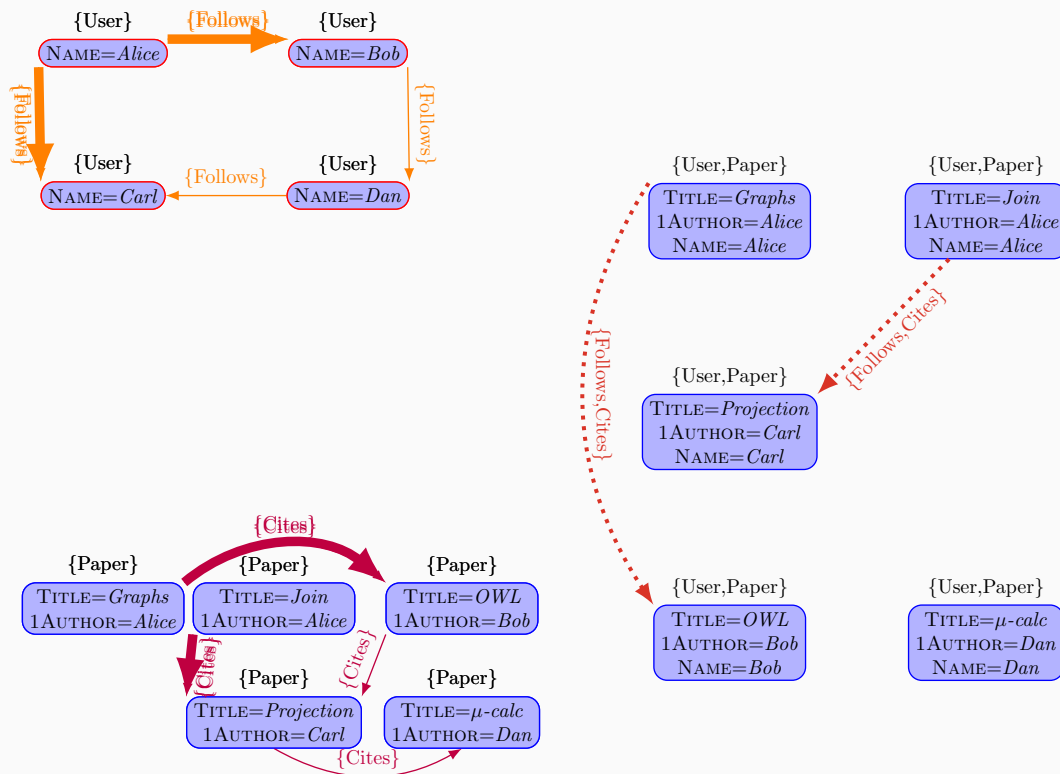 {User}
{Follows}
{User}
NAME=Alice
NAME=Bob
{Follows}
{Follows}
{User}
{User}
NAME=Carl
{Follows}
NAME=Dan
{User,Paper}
{User,Paper}
TITLE=Graphs
1AUTHOR=Alice
NAME=Alice
TITLE=Join
1AUTHOR=Alice
NAME=Alice
{Follows,Cites}
{Follows,Cites}
{User,Paper}
TITLE=Projection
1AUTHOR=Carl
NAME=Carl
{Cites}
{Paper}
{Paper}
{Paper}
TITLE=Graphs
1AUTHOR=Alice
TITLE=Join
1AUTHOR=Alice
TITLE=OWL
1AUTHOR=Bob
{Cites}
{Cites}
{Paper}
{Paper}
TITLE=Projection
1AUTHOR=Carl
TITLE=μ-calc
1AUTHOR=Dan
{Cites}
{User,Paper}
{User,Paper}
TITLE=OWL
1AUTHOR=Bob
NAME=Bob
TITLE=μ-calc
1AUTHOR=Dan
NAME=Dan